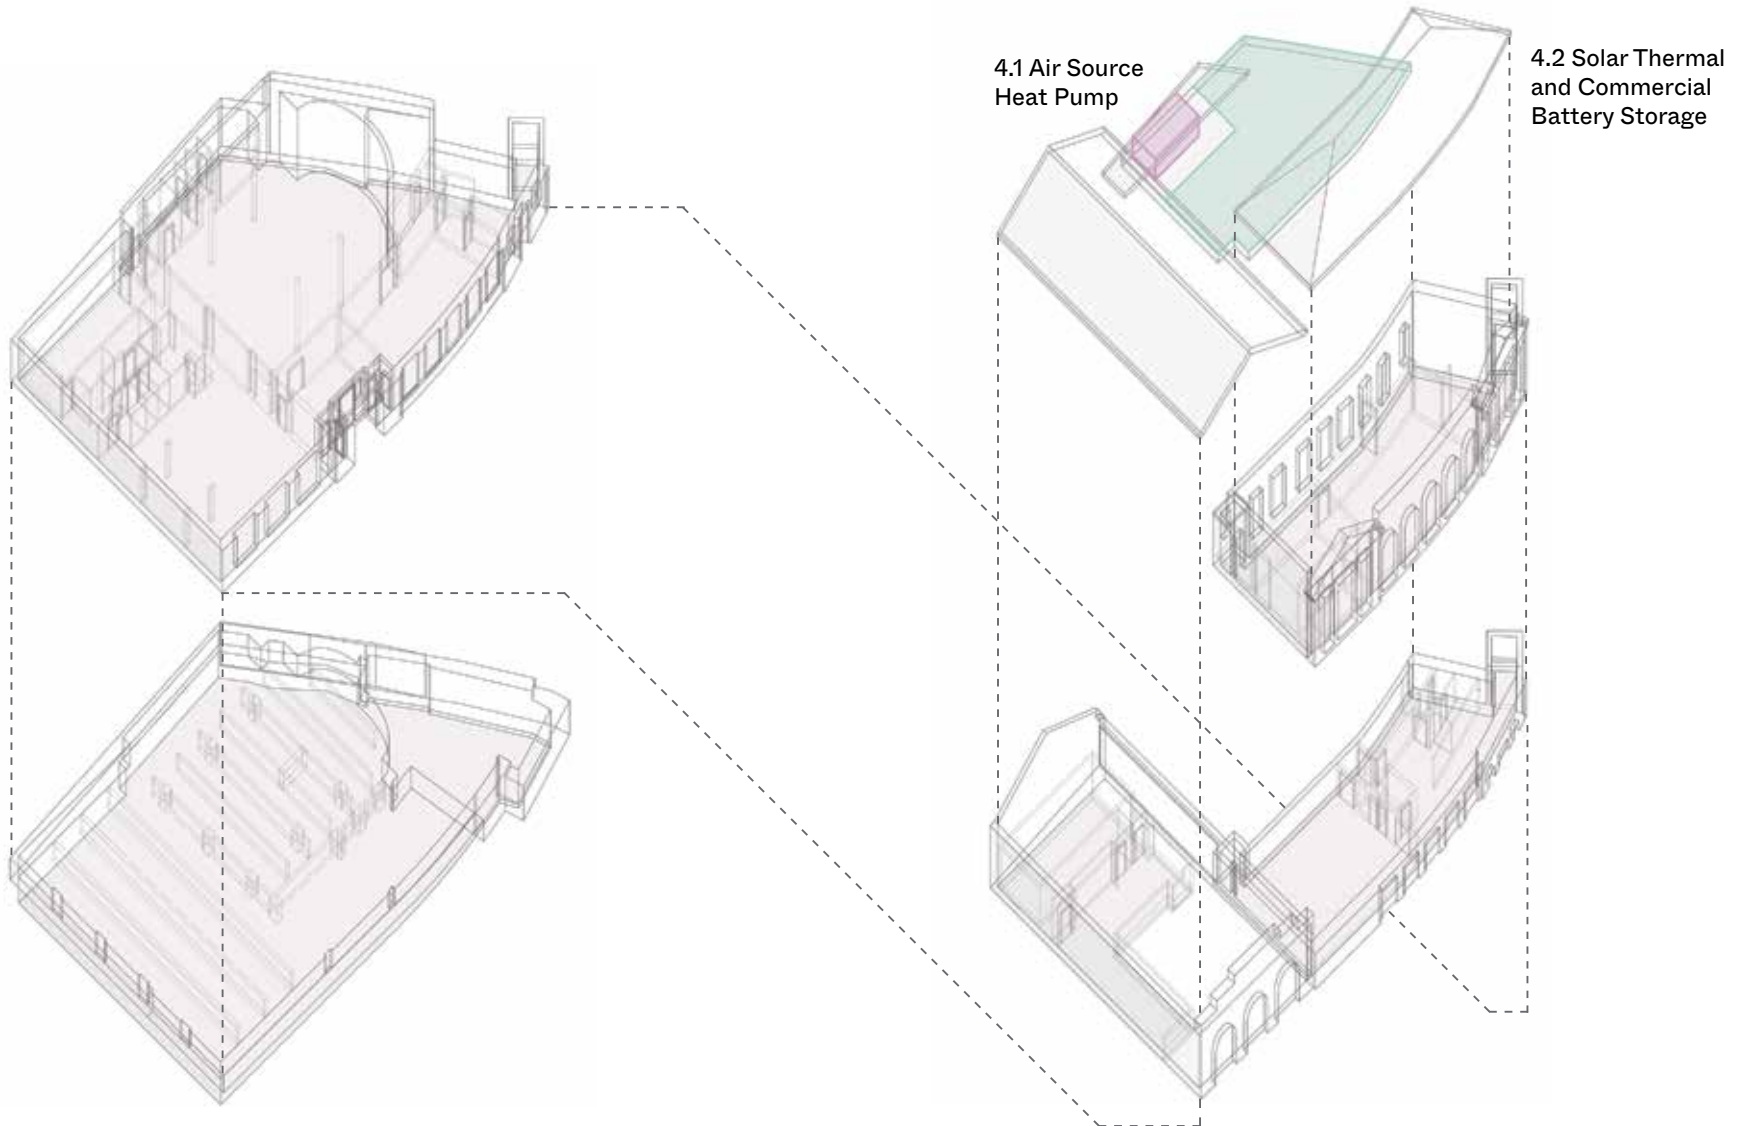 4.1 Air Source
Heat Pump
4.2 Solar Thermal
and Commercial
Battery Storage